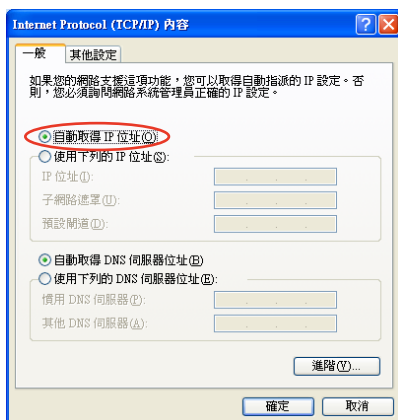 Internet Protocol (TCP/IP) 內容
一般 其他設定
如果您的網路支援這項功能，您可以取得自動指派的 IP 設定。否
則，您必須詢問網路系統管理員正確的 IP 設定。
自動取得 IP 位址(O)
使用下列的 IP 位址(S):
IP 位址(I):
子網路遮罩(U):
預設閘道(D):
自動取得 DNS 伺服器位址(B)
使用下列的 DNS 伺服器位址(E):
慣用 DNS 伺服器(P):
其他 DNS 伺服器(A):
進階(V)...
確定 取消